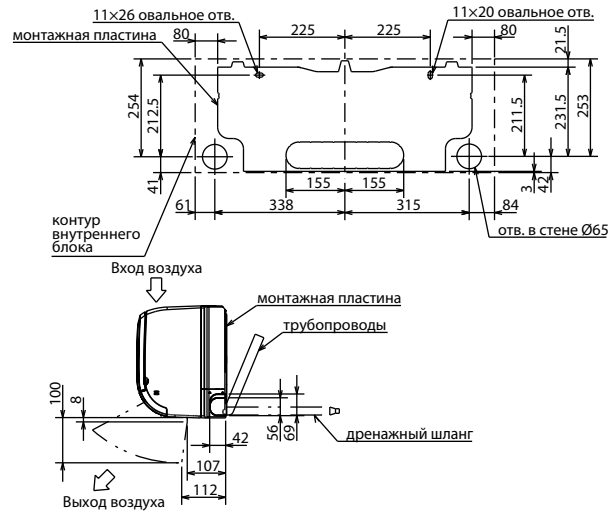 11×26 овальное отв.
11×20 овальное отв.
монтажная пластина
80
225
225
80
21.5
254
212.5
211.5
231.5
253
41
155
155
3
42
61
338
315
84
контур
внутреннего
блока
отв. в стене Ø65
Вход воздуха
монтажная пластина
трубопроводы
100
8
56
69
42
дренажный шланг
107
112
Выход воздуха